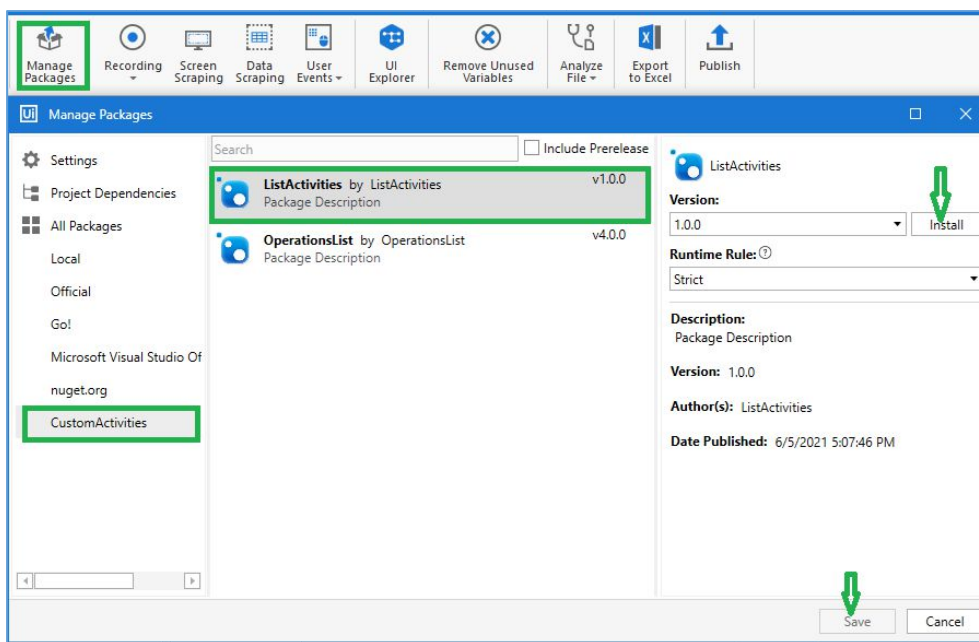 Manage
Packages
Recording
Screen
Scraping
Data
Scraping
User
Events
UI
Explorer
Remove Unused
Variables
Analyze
File
Export
to Excel
Publish
Ui Manage Packages
Settings
Project Dependencies
All Packages
Local
Official
Go!
Microsoft Visual Studio Of
nuget.org
CustomActivities
Search
Include Prerelease
ListActivities by ListActivities v1.0.0
Package Description
OperationsList by OperationsList v4.0.0
Package Description
ListActivities
Version:
1.0.0 Install
Runtime Rule: ?
Strict
Description:
Package Description
Version: 1.0.0
Author(s): ListActivities
Date Published: 6/5/2021 5:07:46 PM
Save Cancel